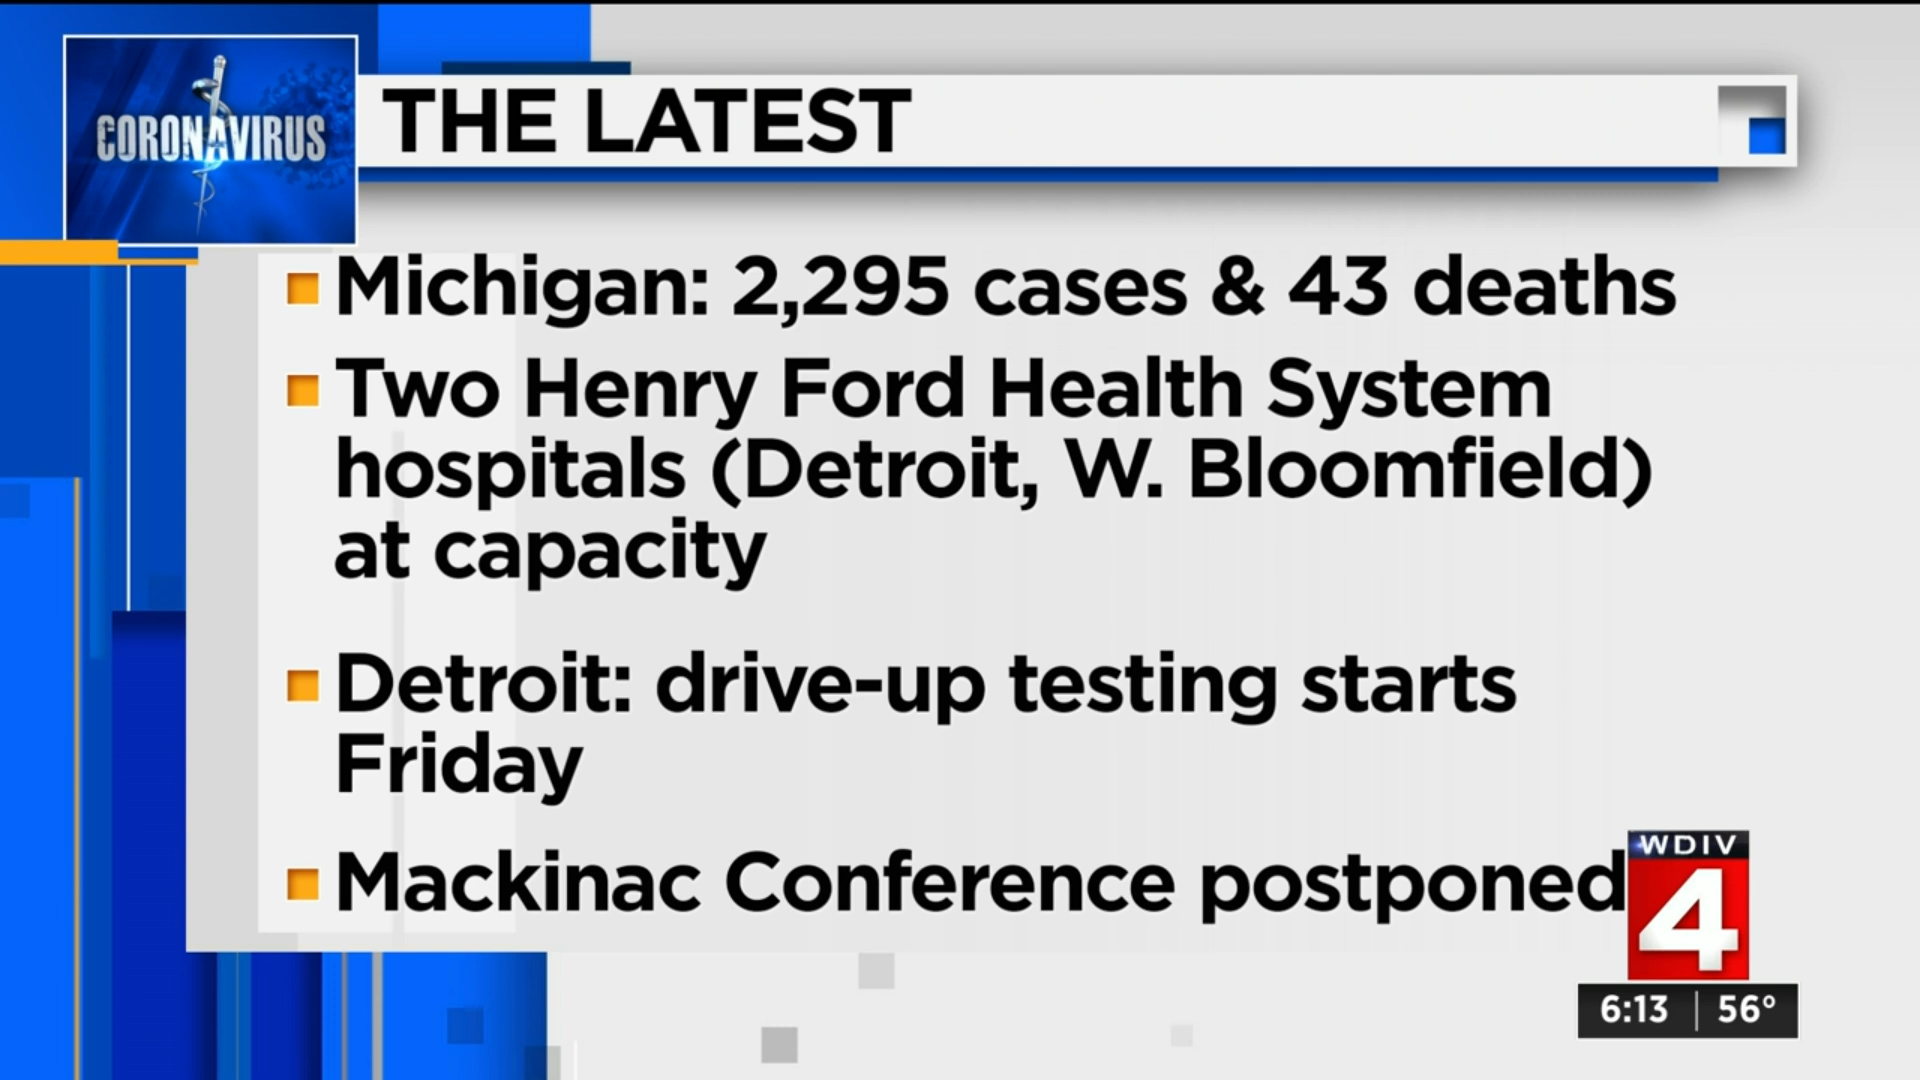 CORONAVIRUS
THE LATEST
Michigan: 2,295 cases & 43 deaths
Two Henry Ford Health System
hospitals (Detroit, W. Bloomfield)
at capacity
Detroit: drive-up testing starts
Friday
Mackinac Conference postponed
WDIV
4
6:13 | 56°